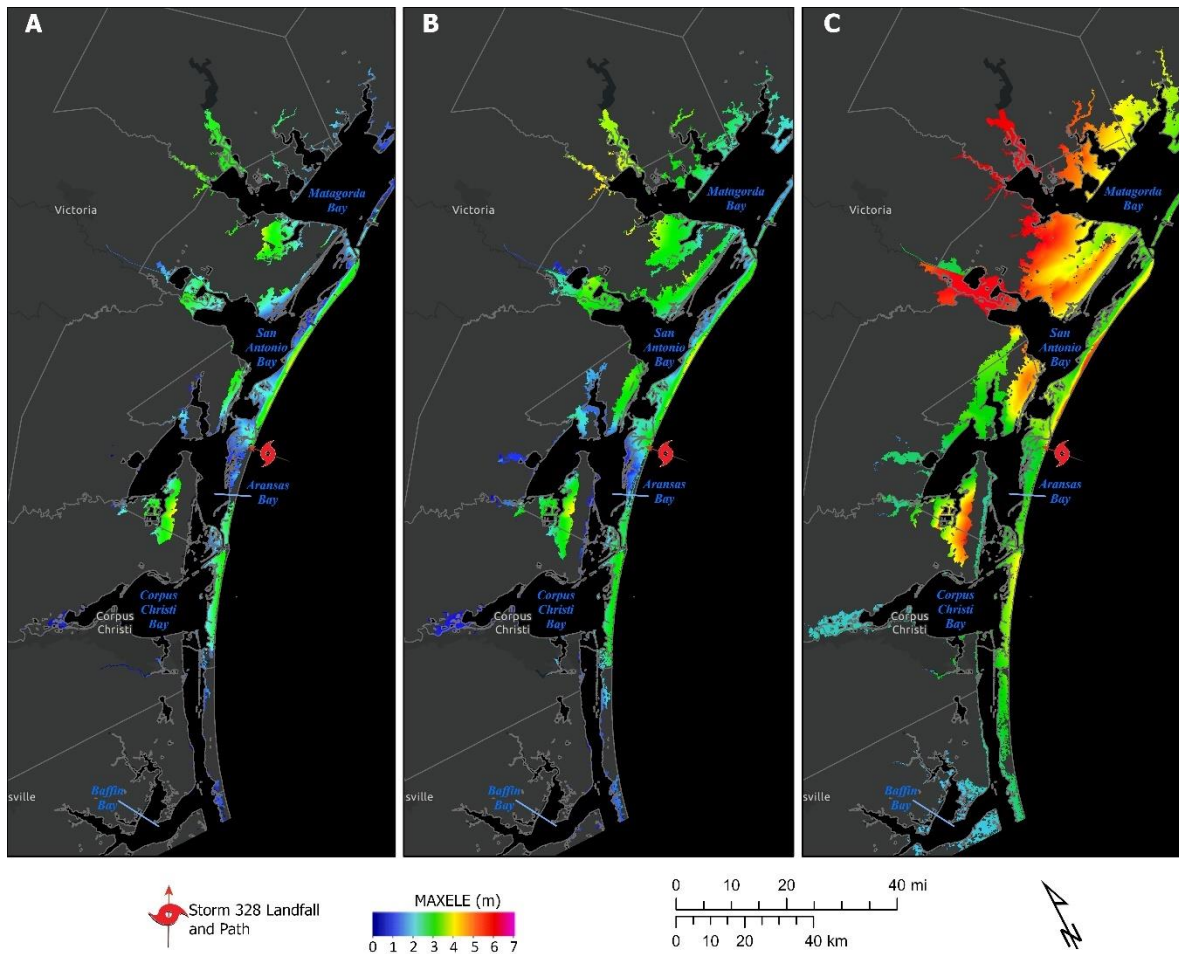 A
Matagorda
Bay
Victoria
San
Antonio
Bay
Aransas
Bay
Corpus
Christi
Bay
Corpus
Christi
Baffin
Bay
sville
B
Matagorda
Bay
Victoria
San
Antonio
Bay
Aransas
Bay
Corpus
Christi
Bay
Corpus
Christi
Baffin
Bay
sville
C
Matagorda
Bay
Victoria
San
Antonio
Bay
Aransas
Bay
Corpus
Christi
Bay
Corpus
Christi
Baffin
Bay
sville
Storm 328 Landfall
and Path
MAXELE (m)
0 1 2 3 4 5 6 7
0 10 20 40 mi
0 10 20 40 km
N